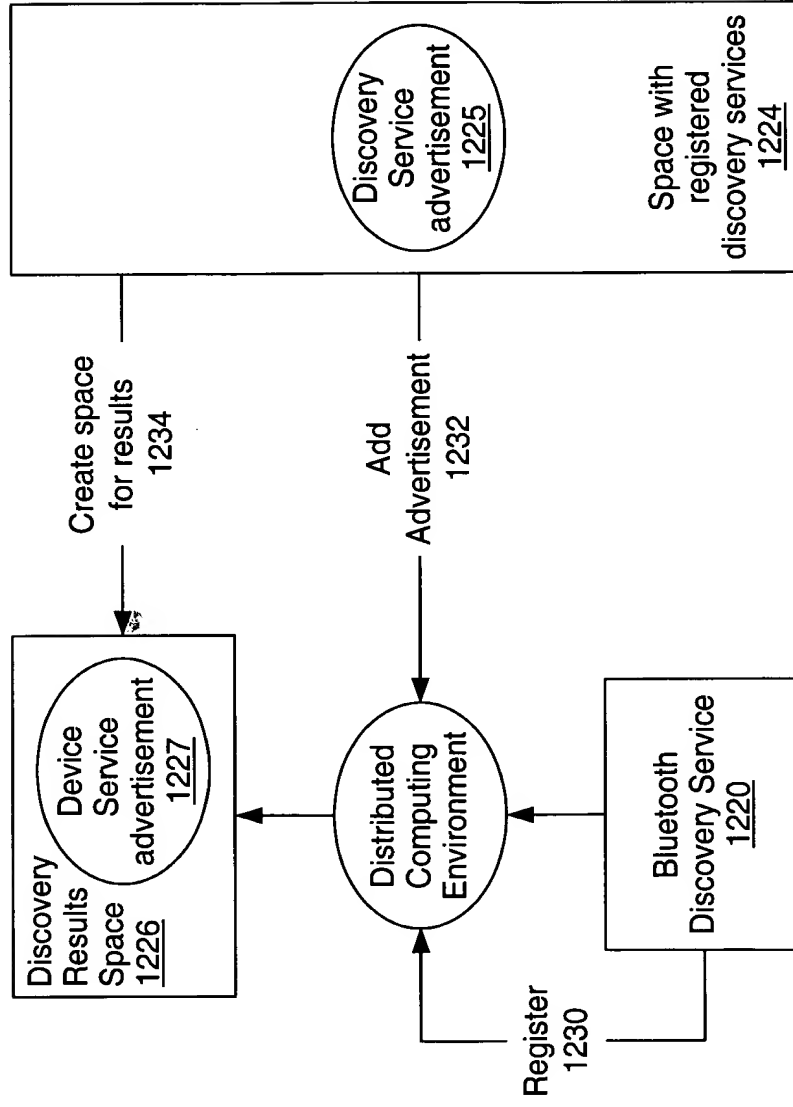 Discovery
Results
Space
1226
Device
Service
advertisement
1227
Create space
for results
1234
Discovery
Service
advertisement
1225
Space with
registered
discovery services
1224
Add
Advertisement
1232
Distributed
Computing
Environment
Register
1230
Bluetooth
Discovery Service
1220